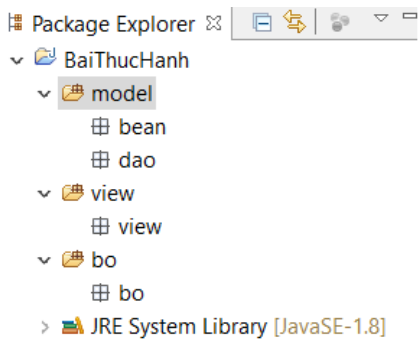 Package Explorer
BaiThucHanh
model
bean
dao
view
view
bo
bo
JRE System Library [JavaSE-1.8]